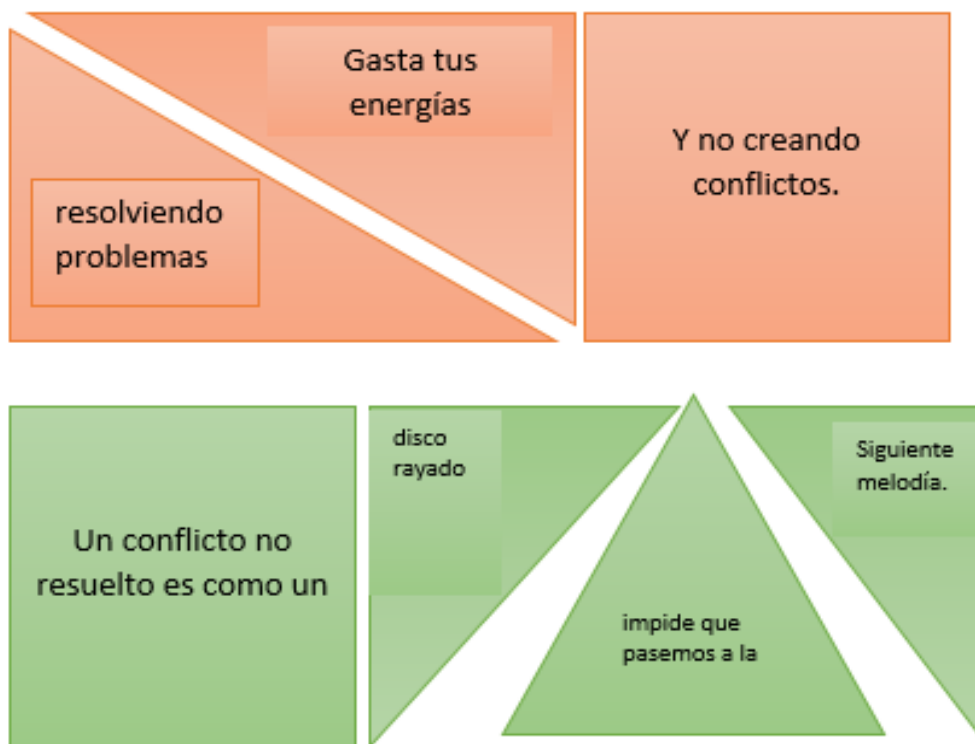 Gasta tus
energías
resolviendo
problemas
Y no creando
conflictos.
Un conflicto no
resuelto es como un
disco
rayado
impide que
pasemos a la
Siguiente
melodía.